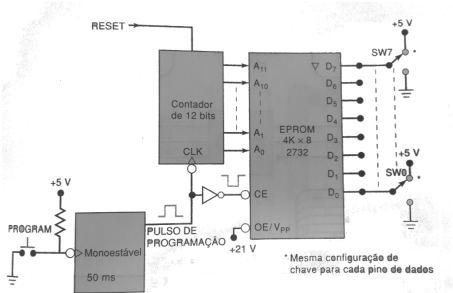 RESET
+5 V
SW7
*
A11
A10
A1
A0
D7
D6
D5
D4
D3
D2
D1
D0
Contador
de 12 bits
CLK
EPROM
4K × 8
2732
+5 V
SW0
*
CE
OE/VPP
+21 V
+5 V
PROGRAM
Monoestável
50 ms
PULSO DE
PROGRAMAÇÃO
* Mesma configuração de
chave para cada pino de dados